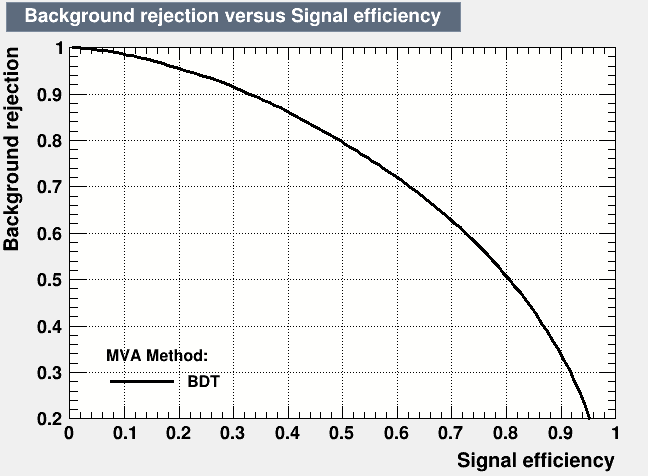 Background rejection versus Signal efficiency
Background rejection
1
0.9
0.8
0.7
0.6
0.5
0.4
0.3
0.2
MVA Method:
BDT
0 0.1 0.2 0.3 0.4 0.5 0.6 0.7 0.8 0.9 1
Signal efficiency